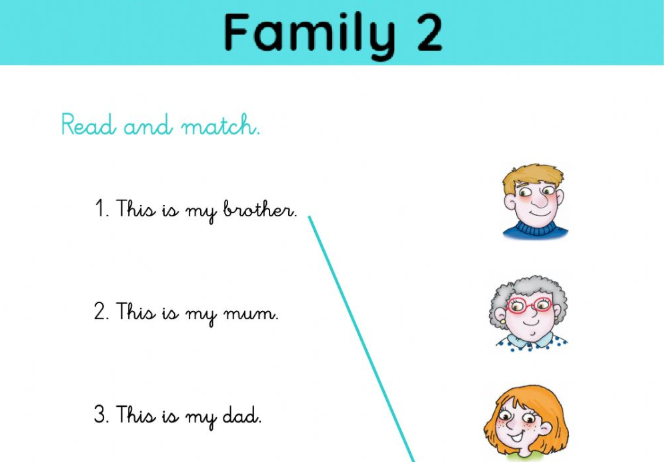 Family 2
Read and match.
1. This is my brother.
2. This is my mum.
3. This is my dad.